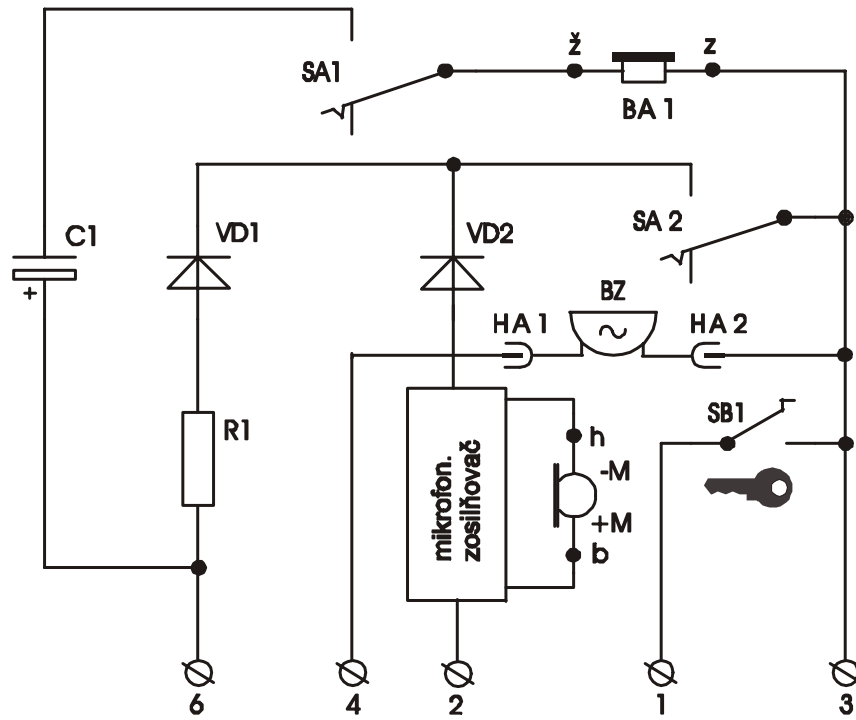 ž
z
SA1
BA 1
C1
VD1
VD2
SA 2
+
BZ
HA 1
HA 2
R1
SB1
mikrofon.
zosilňovač
h
-M
+M
b
6
4
2
1
3